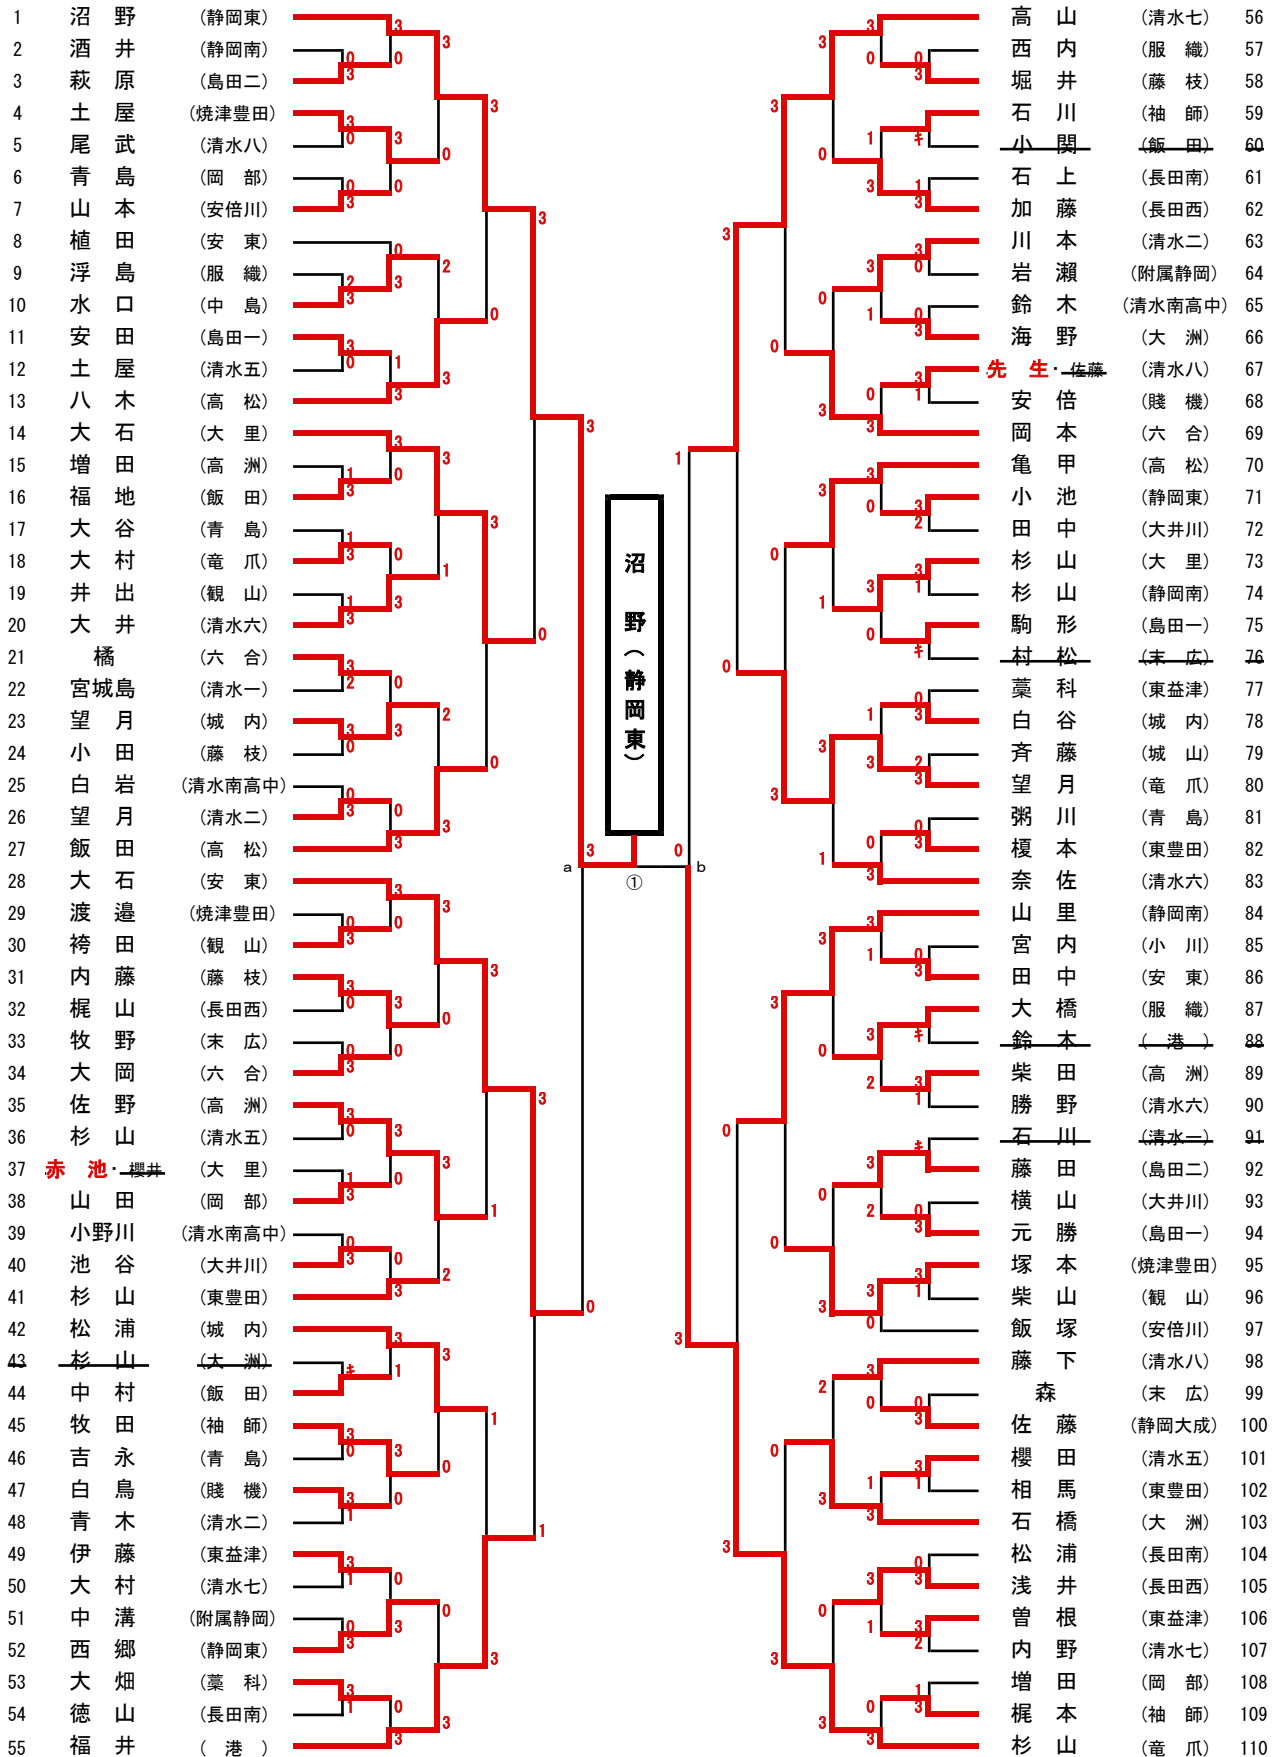 1 沼 野 (静岡東)
2 酒 井 (静岡南)
3 萩 原 (島田二)
4 土 屋 (焼津豊田)
5 尾 武 (清水八)
6 青 島 (岡 部)
7 山 本 (安倍川)
8 植 田 (安 東)
9 浮 島 (服 織)
10 水 口 (中 島)
11 安 田 (島田一)
12 土 屋 (清水五)
13 八 木 (高 松)
14 大 石 (大 里)
15 増 田 (高 洲)
16 福 地 (飯 田)
17 大 谷 (青 島)
18 大 村 (竜 爪)
19 井 出 (観 山)
20 大 井 (清水六)
21 橘 (六 合)
22 宮城島 (清水一)
23 望 月 (城 内)
24 小 田 (藤 枝)
25 白 岩 (清水南高中)
26 望 月 (清水二)
27 飯 田 (高 松)
28 大 石 (安 東)
29 渡 邉 (焼津豊田)
30 袴 田 (観 山)
31 内 藤 (藤 枝)
32 梶 山 (長田西)
33 牧 野 (末 広)
34 大 岡 (六 合)
35 佐 野 (高 洲)
36 杉 山 (清水五)
37 赤 池・櫻井 (大 里)
38 山 田 (岡 部)
39 小野川 (清水南高中)
40 池 谷 (大井川)
41 杉 山 (東豊田)
42 松 浦 (城 内)
43 杉 山 (大 洲)
44 中 村 (飯 田)
45 牧 田 (袖 師)
46 吉 永 (青 島)
47 白 鳥 (賤 機)
48 青 木 (清水二)
49 伊 藤 (東益津)
50 大 村 (清水七)
51 中 溝 (附属静岡)
52 西 郷 (静岡東)
53 大 畑 (藁 科)
54 徳 山 (長田南)
55 福 井 ( 港 )
沼 野(静岡東)
3 0
a ① b
高 山 (清水七) 56
西 内 (服 織) 57
堀 井 (藤 枝) 58
石 川 (袖 師) 59
小 関 (飯 田) 60
石 上 (長田南) 61
加 藤 (長田西) 62
川 本 (清水二) 63
岩 瀬 (附属静岡) 64
鈴 木 (清水南高中) 65
海 野 (大 洲) 66
先 生・佐藤 (清水八) 67
安 倍 (賤 機) 68
岡 本 (六 合) 69
亀 甲 (高 松) 70
小 池 (静岡東) 71
田 中 (大井川) 72
杉 山 (大 里) 73
杉 山 (静岡南) 74
駒 形 (島田一) 75
村 松 (末 広) 76
藁 科 (東益津) 77
白 谷 (城 内) 78
斉 藤 (城 山) 79
望 月 (竜 爪) 80
粥 川 (青 島) 81
榎 本 (東豊田) 82
奈 佐 (清水六) 83
山 里 (静岡南) 84
宮 内 (小 川) 85
田 中 (安 東) 86
大 橋 (服 織) 87
鈴 木 ( 港 ) 88
柴 田 (高 洲) 89
勝 野 (清水六) 90
石 川 (清水一) 91
藤 田 (島田二) 92
横 山 (大井川) 93
元 勝 (島田一) 94
塚 本 (焼津豊田) 95
柴 山 (観 山) 96
飯 塚 (安倍川) 97
藤 下 (清水八) 98
森 (末 広) 99
佐 藤 (静岡大成) 100
櫻 田 (清水五) 101
相 馬 (東豊田) 102
石 橋 (大 洲) 103
松 浦 (長田南) 104
浅 井 (長田西) 105
曽 根 (東益津) 106
内 野 (清水七) 107
増 田 (岡 部) 108
梶 本 (袖 師) 109
杉 山 (竜 爪) 110